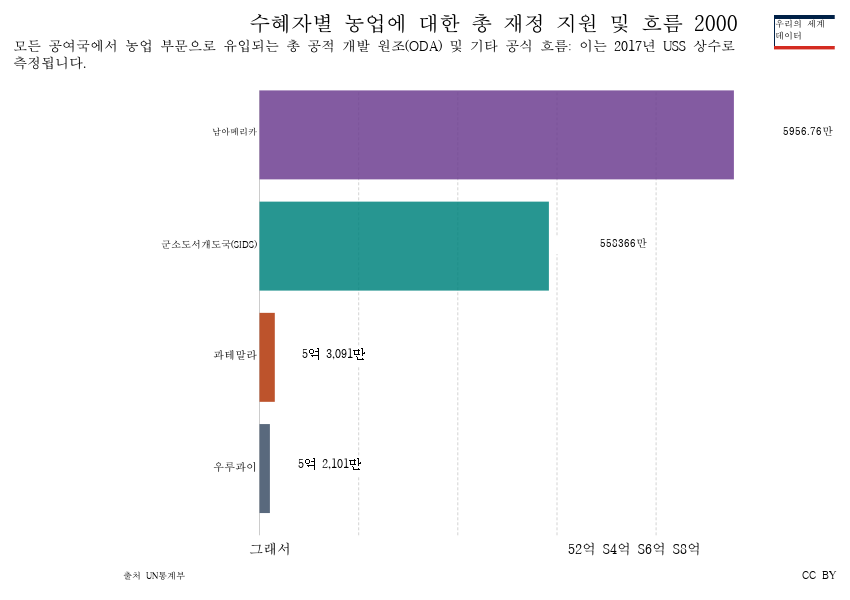 수혜자별 농업에 대한 총 재정 지원 및 흐름 2000
우리의 세계
데이터
모든 공여국에서 농업 부문으로 유입되는 총 공적 개발 원조(ODA) 및 기타 공식 흐름: 이는 2017년 USS 상수로
측정됩니다.
남아메리카
5956.76만
군소도서개도국(SIDS)
558366만
과테말라
5억 3,091만
우루과이
5억 2,101만
그래서
52억 S4억 S6억 S8억
출처 UN통계부
CC BY